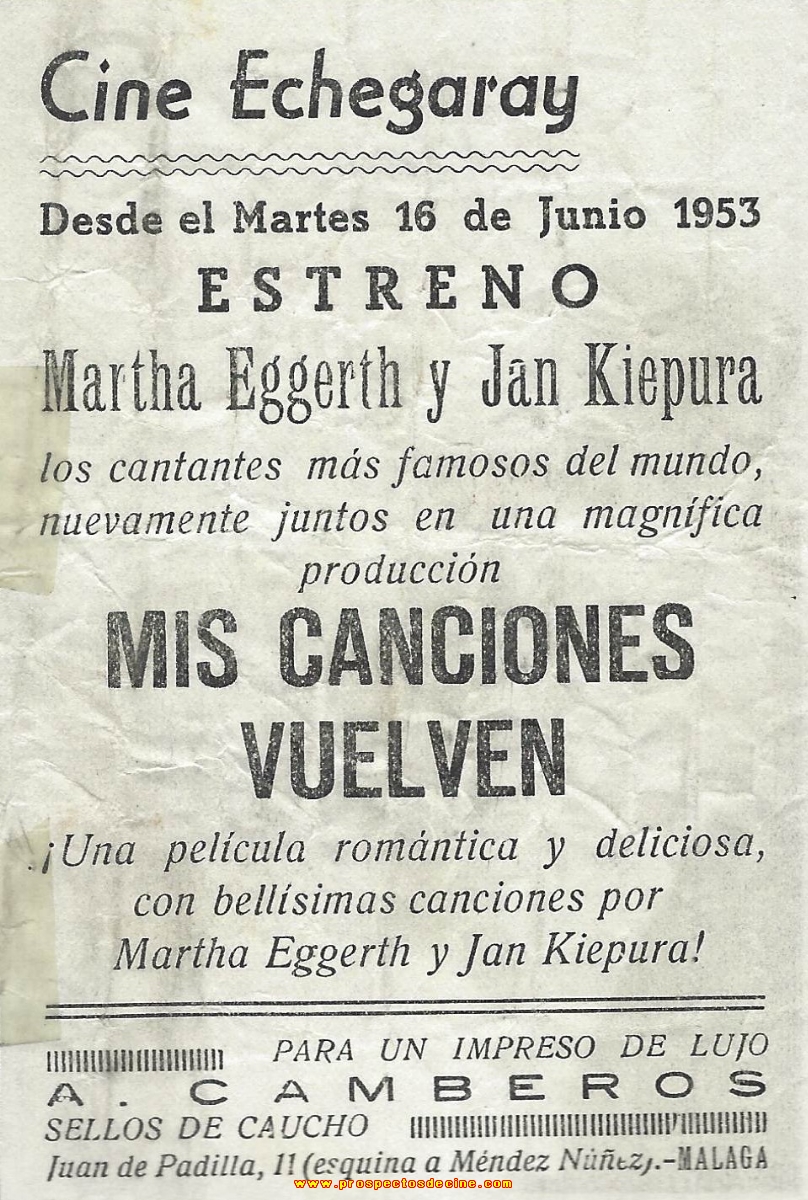 Cine Echegaray
Desde el Martes 16 de Junio 1953
ESTRENO
Martha Eggerth y Jan Kiepura
los cantantes más famosos del mundo,
nuevamente juntos en una magnífica
producción
MIS CANCIONES
VUELVEN
¡Una película romántica y deliciosa,
con bellísimas canciones por
Martha Eggerth y Jan Kiepura!
PARA UN IMPRESO DE LUJO
A. CAMBEROS
SELLOS DE CAUCHO
Juan de Padilla, 11 (esquina a Méndez Núñez).-MALAGA
www.prospectosdecine.com